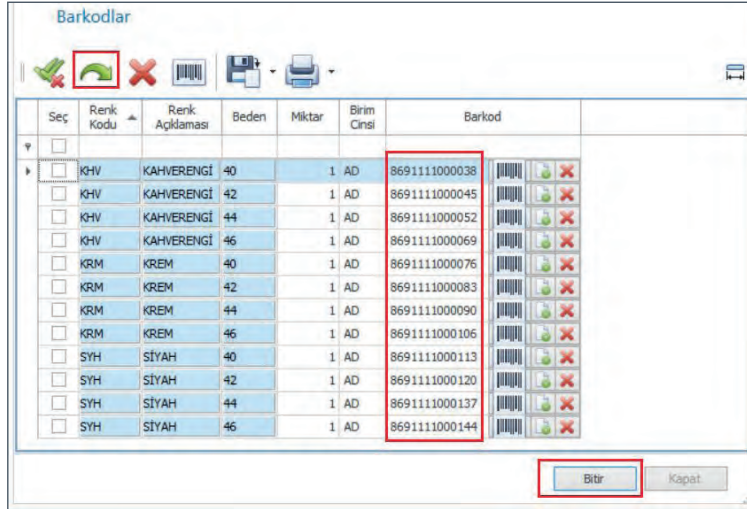 Barkodlar
Seç Renk Kodu Renk Açıklaması Beden Miktar Birim Cinsi Barkod
KHV KAHVERENGİ 40 1 AD 8691111000038
KHV KAHVERENGİ 42 1 AD 8691111000045
KHV KAHVERENGİ 44 1 AD 8691111000052
KHV KAHVERENGİ 46 1 AD 8691111000069
KRM KREM 40 1 AD 8691111000076
KRM KREM 42 1 AD 8691111000083
KRM KREM 44 1 AD 8691111000090
KRM KREM 46 1 AD 8691111000106
SYH SİYAH 40 1 AD 8691111000113
SYH SİYAH 42 1 AD 8691111000120
SYH SİYAH 44 1 AD 8691111000137
SYH SİYAH 46 1 AD 8691111000144
Bitir Kapat